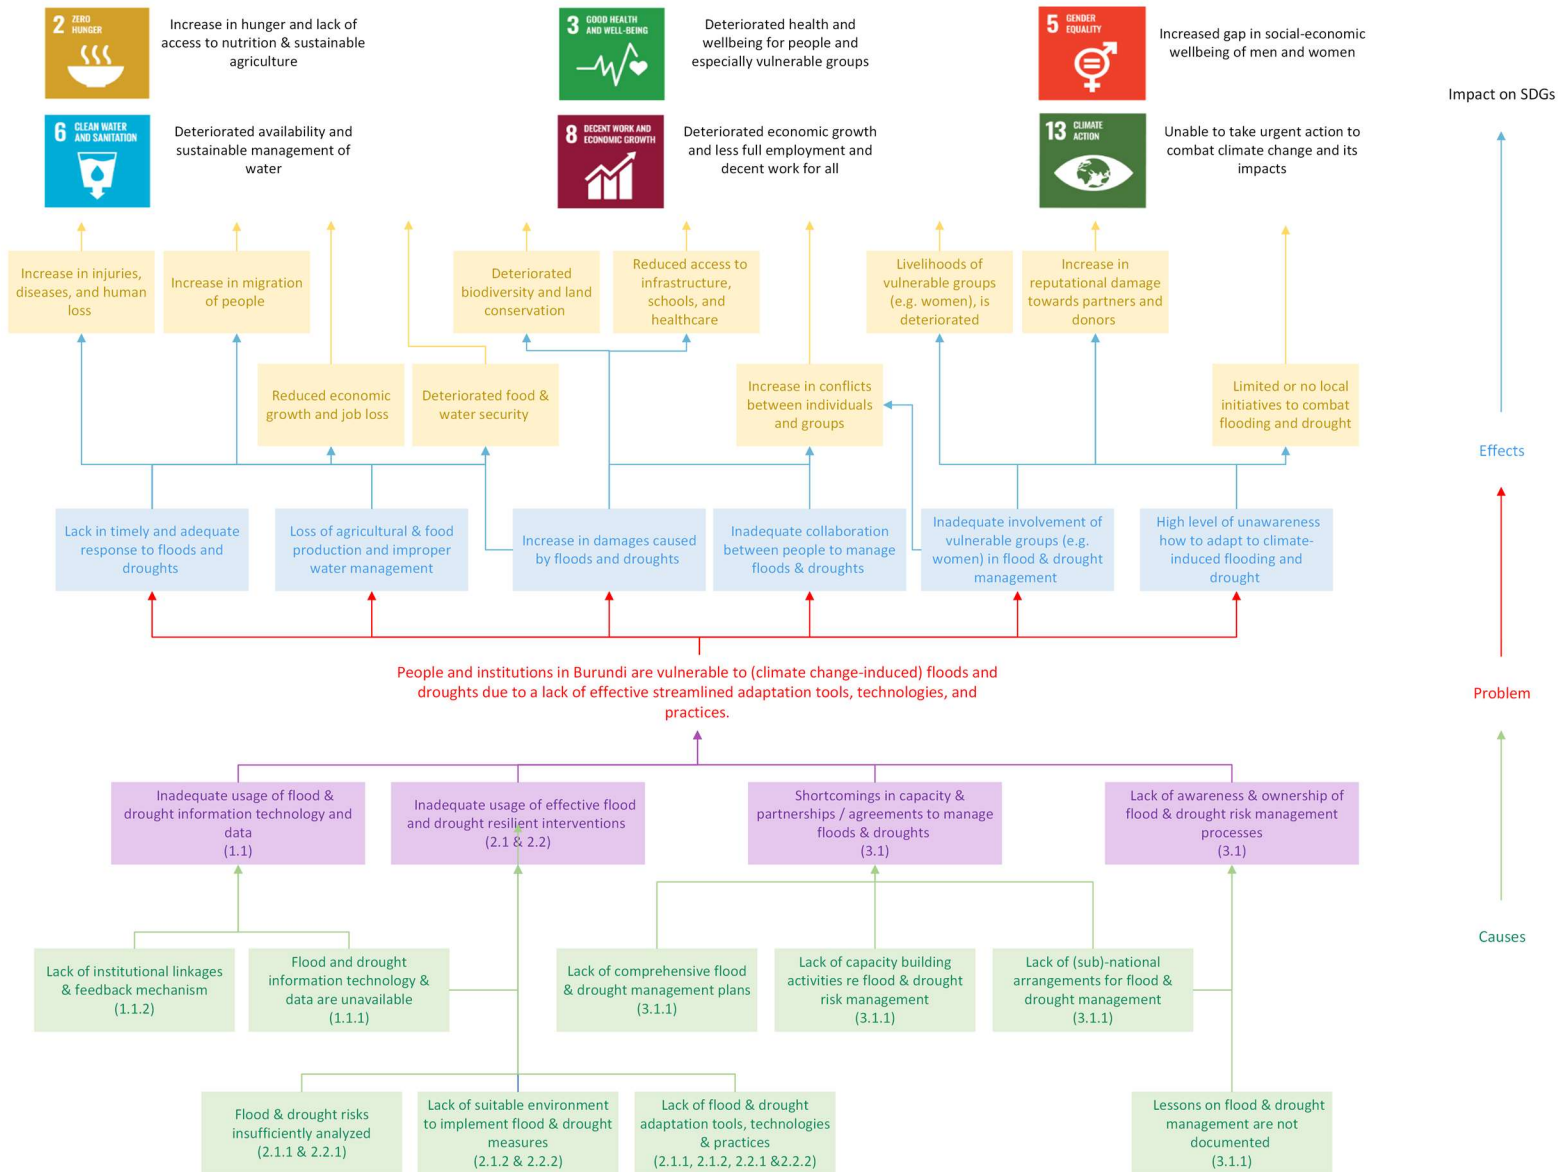 2 ZERO
HUNGER
Increase in hunger and lack of
access to nutrition & sustainable
agriculture
3 GOOD HEALTH
AND WELL-BEING
Deteriorated health and
wellbeing for people and
especially vulnerable groups
5 GENDER
EQUALITY
Increased gap in social-economic
wellbeing of men and women
Impact on SDGs
6 CLEAN WATER
AND SANITATION
Deteriorated availability and
sustainable management of
water
8 DECENT WORK AND
ECONOMIC GROWTH
Deteriorated economic growth
and less full employment and
decent work for all
13 CLIMATE
ACTION
Unable to take urgent action to
combat climate change and its
impacts
Increase in injuries,
diseases, and human
loss
Increase in migration
of people
Deteriorated
biodiversity and land
conservation
Reduced access to
infrastructure,
schools, and
healthcare
Livelihoods of
vulnerable groups
(e.g. women), is
deteriorated
Increase in
reputational damage
towards partners and
donors
Reduced economic
growth and job loss
Deteriorated food &
water security
Increase in conflicts
between individuals
and groups
Limited or no local
initiatives to combat
flooding and drought
Effects
Lack in timely and adequate
response to floods and
droughts
Loss of agricultural & food
production and improper
water management
Increase in damages caused
by floods and droughts
Inadequate collaboration
between people to manage
floods & droughts
Inadequate involvement of
vulnerable groups (e.g.
women) in flood & drought
management
High level of unawareness
how to adapt to climate-
induced flooding and
drought
People and institutions in Burundi are vulnerable to (climate change-induced) floods and
droughts due to a lack of effective streamlined adaptation tools, technologies, and
practices.
Problem
Inadequate usage of flood &
drought information technology and
data
(1.1)
Inadequate usage of effective flood
and drought resilient interventions
(2.1 & 2.2)
Shortcomings in capacity &
partnerships / agreements to manage
floods & droughts
(3.1)
Lack of awareness & ownership of
flood & drought risk management
processes
(3.1)
Causes
Lack of institutional linkages
& feedback mechanism
(1.1.2)
Flood and drought
information technology &
data are unavailable
(1.1.1)
Lack of comprehensive flood
& drought management plans
(3.1.1)
Lack of capacity building
activities re flood & drought
risk management
(3.1.1)
Lack of (sub)-national
arrangements for flood &
drought management
(3.1.1)
Flood & drought risks
insufficiently analyzed
(2.1.1 & 2.2.1)
Lack of suitable environment
to implement flood & drought
measures
(2.1.2 & 2.2.2)
Lack of flood & drought
adaptation tools, technologies
& practices
(2.1.1, 2.1.2, 2.2.1 &2.2.2)
Lessons on flood & drought
management are not
documented
(3.1.1)